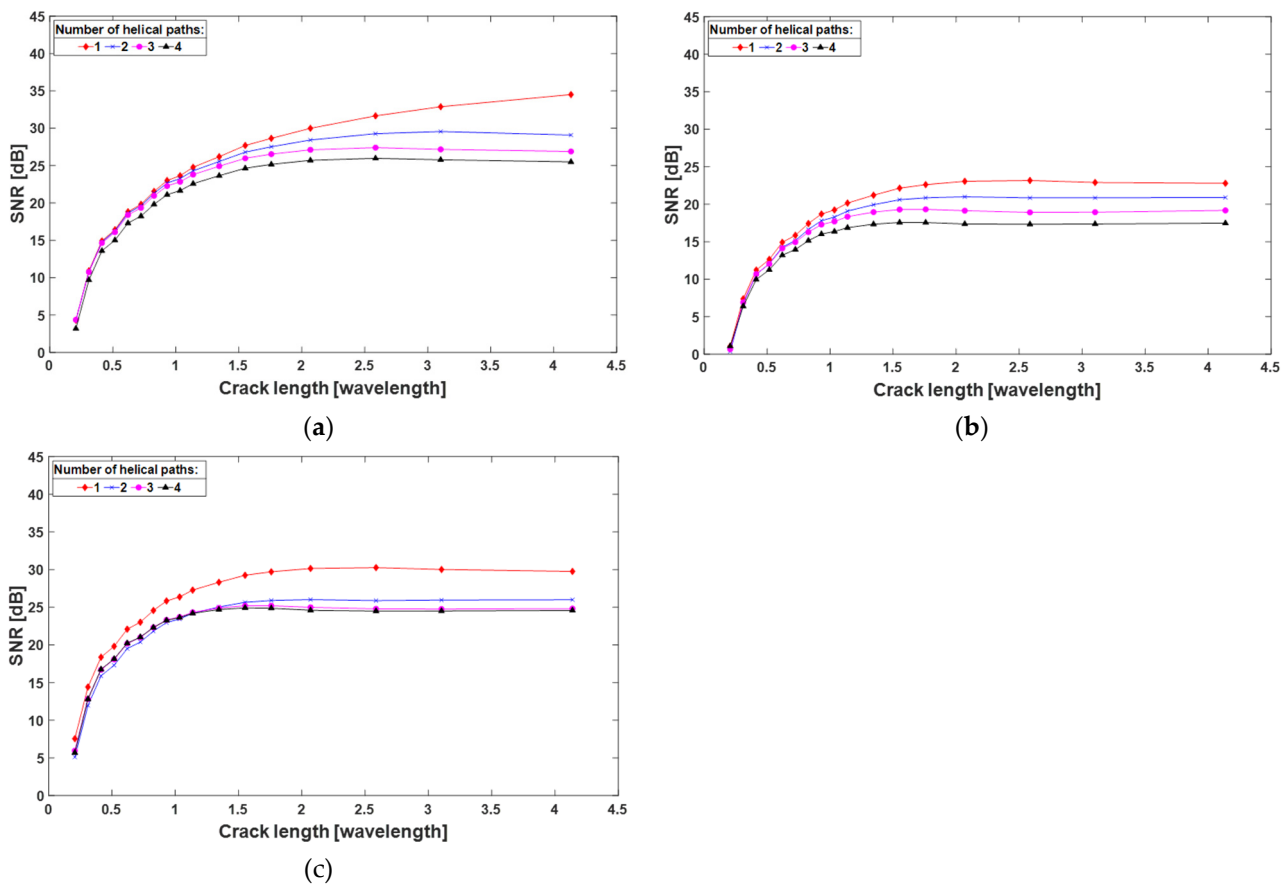 Number of helical paths:
1 2 3 4
SNR [dB]
45
40
35
30
25
20
15
10
5
0
0 0.5 1 1.5 2 2.5 3 3.5 4 4.5
Crack length [wavelength]
(a)
Number of helical paths:
1 2 3 4
SNR [dB]
45
40
35
30
25
20
15
10
5
0
0 0.5 1 1.5 2 2.5 3 3.5 4 4.5
Crack length [wavelength]
(b)
Number of helical paths:
1 2 3 4
SNR [dB]
45
40
35
30
25
20
15
10
5
0
0 0.5 1 1.5 2 2.5 3 3.5 4 4.5
Crack length [wavelength]
(c)